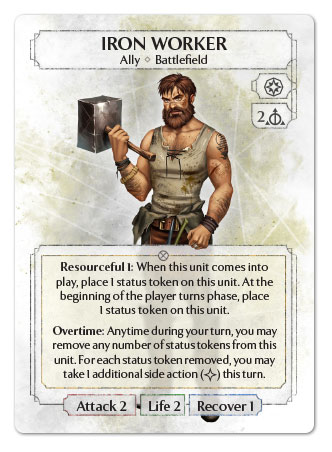 IRON WORKER
Ally ◇ Battlefield
2
Resourceful 1: When this unit comes into
play, place 1 status token on this unit. At the
beginning of the player turns phase, place
1 status token on this unit.
Overtime: Anytime during your turn, you may
remove any number of status tokens from this
unit. For each status token removed, you may
take 1 additional side action (✧) this turn.
Attack 2 • Life 2 Recover 1